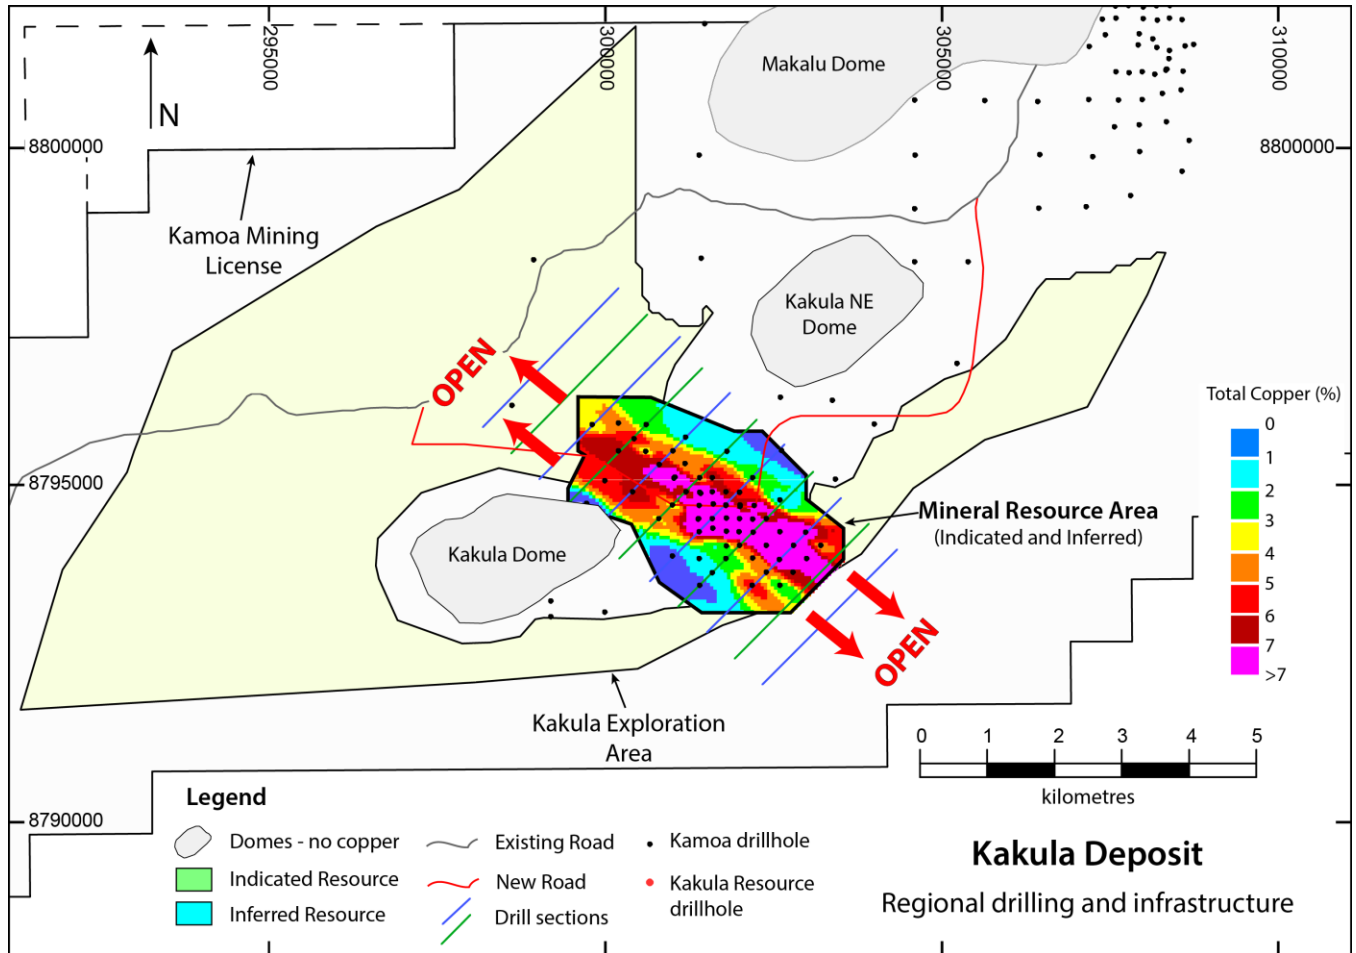 295000
300000
305000
310000
Makalu Dome
N
8800000
8800000
Kamoa Mining
License
Kakula NE
Dome
OPEN
Total Copper (%)
0
1
2
3
4
5
6
7
>7
8795000
Mineral Resource Area
(Indicated and Inferred)
Kakula Dome
OPEN
Kakula Exploration
Area
0 1 2 3 4 5
kilometres
Legend
8790000
Domes - no copper
Existing Road
Kamoa drillhole
Indicated Resource
New Road
Kakula Resource
drillhole
Inferred Resource
Drill sections
Kakula Deposit
Regional drilling and infrastructure